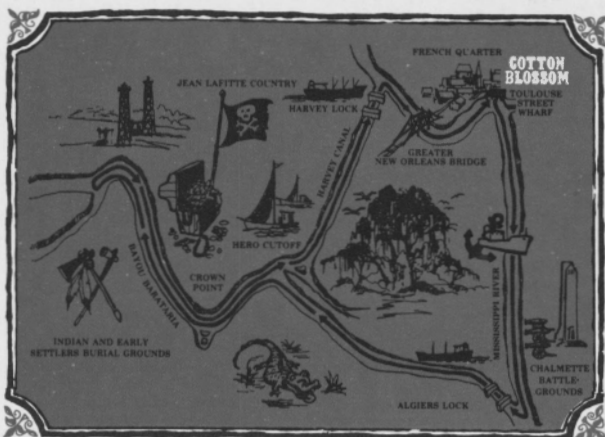 FRENCH QUARTER
COTTON
BLOSSOM
TOULOUSE
STREET
WHARF
JEAN LAFITTE COUNTRY
HARVEY LOCK
GREATER
NEW ORLEANS BRIDGE
HARVEY CANAL
HERO CUTOFF
CROWN
POINT
BAYOU BARATARIA
MISSISSIPPI RIVER
INDIAN AND EARLY
SETTLERS BURIAL GROUNDS
CHALMETTE
BATTLE-
GROUNDS
ALGIERS LOCK